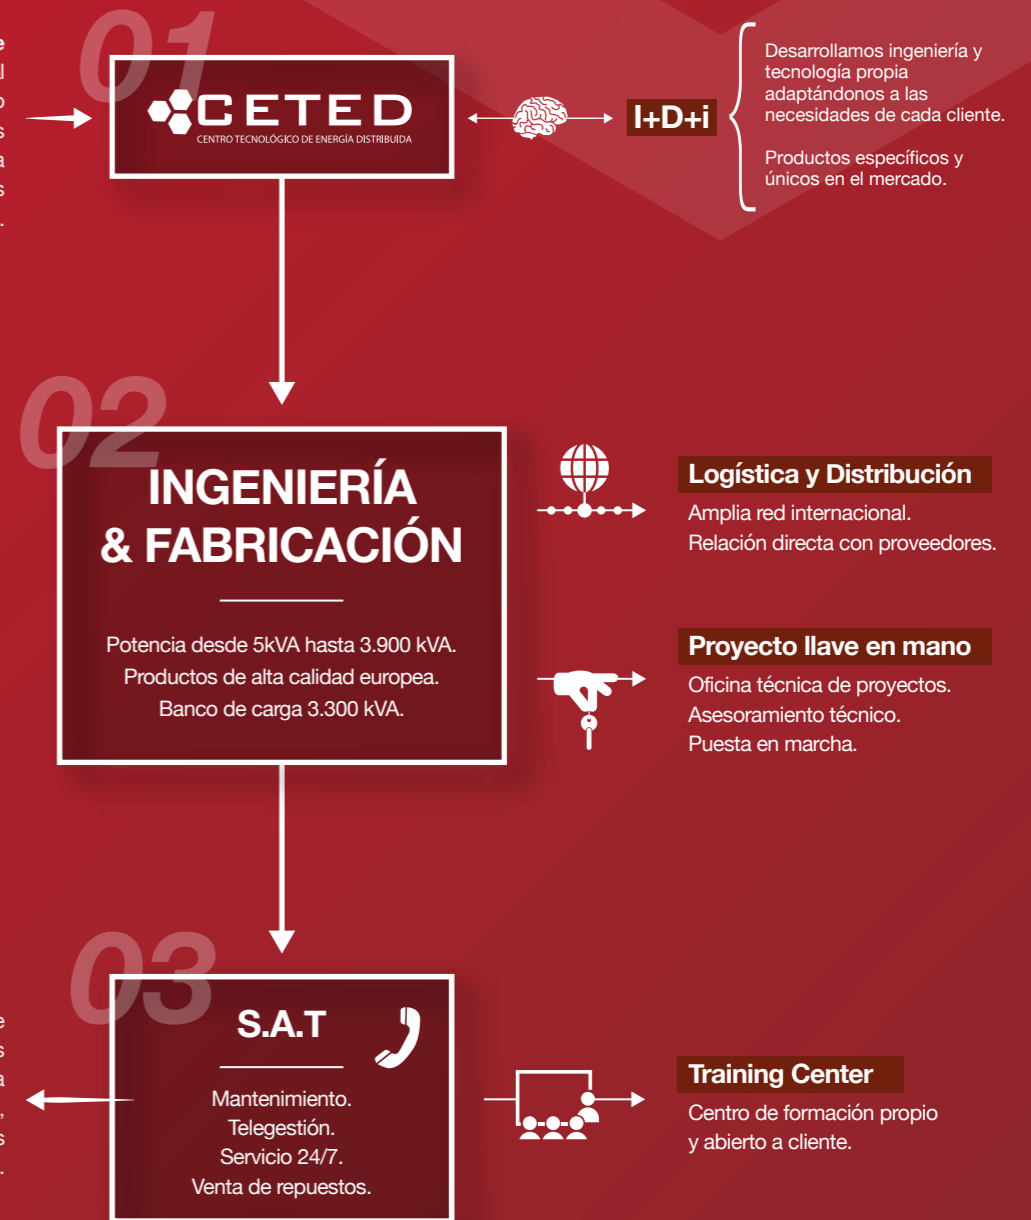 01
CETED
CENTRO TECNOLÓGICO DE ENERGÍA DISTRIBUIDA
I+D+i
Desarrollamos ingeniería y
tecnología propia
adaptándonos a las
necesidades de cada cliente.
Productos específicos y
únicos en el mercado.
02
INGENIERÍA
& FABRICACIÓN
Potencia desde 5kVA hasta 3.900 kVA.
Productos de alta calidad europea.
Banco de carga 3.300 kVA.
Logística y Distribución
Amplia red internacional.
Relación directa con proveedores.
Proyecto llave en mano
Oficina técnica de proyectos.
Asesoramiento técnico.
Puesta en marcha.
03
S.A.T
Mantenimiento.
Telegestión.
Servicio 24/7.
Venta de repuestos.
Training Center
Centro de formación propio
y abierto a cliente.